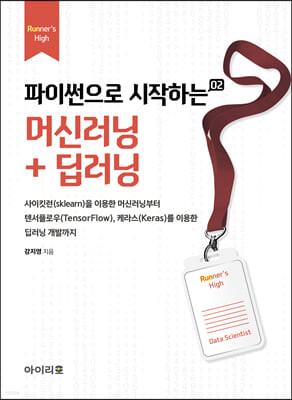 Runner's
High
파이썬으로 시작하는 02
머신러닝
+ 딥러닝
사이킷런(sklearn)을 이용한 머신러닝부터
텐서플로우(TensorFlow), 케라스(Keras)를 이용한
딥러닝 개발까지
강지영 지음
Runner's
High
Data Scientist
아이리포